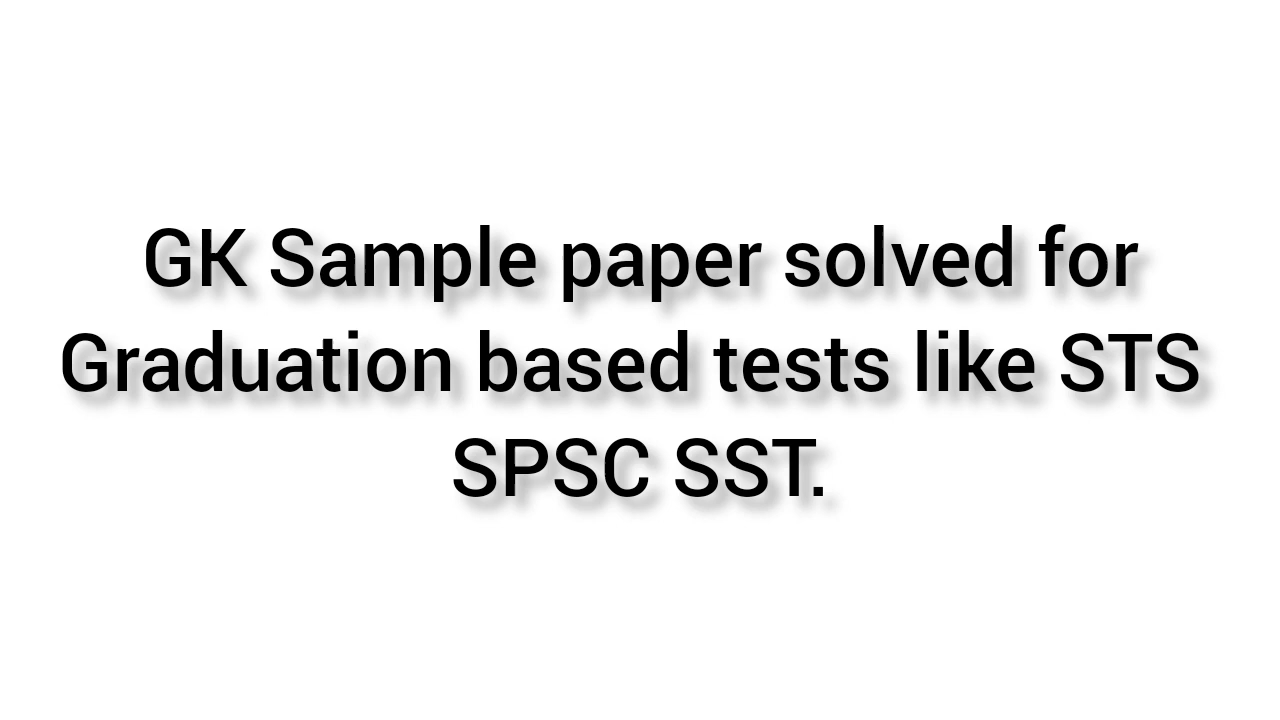 GK Sample paper solved for
Graduation based tests like STS
SPSC SST.